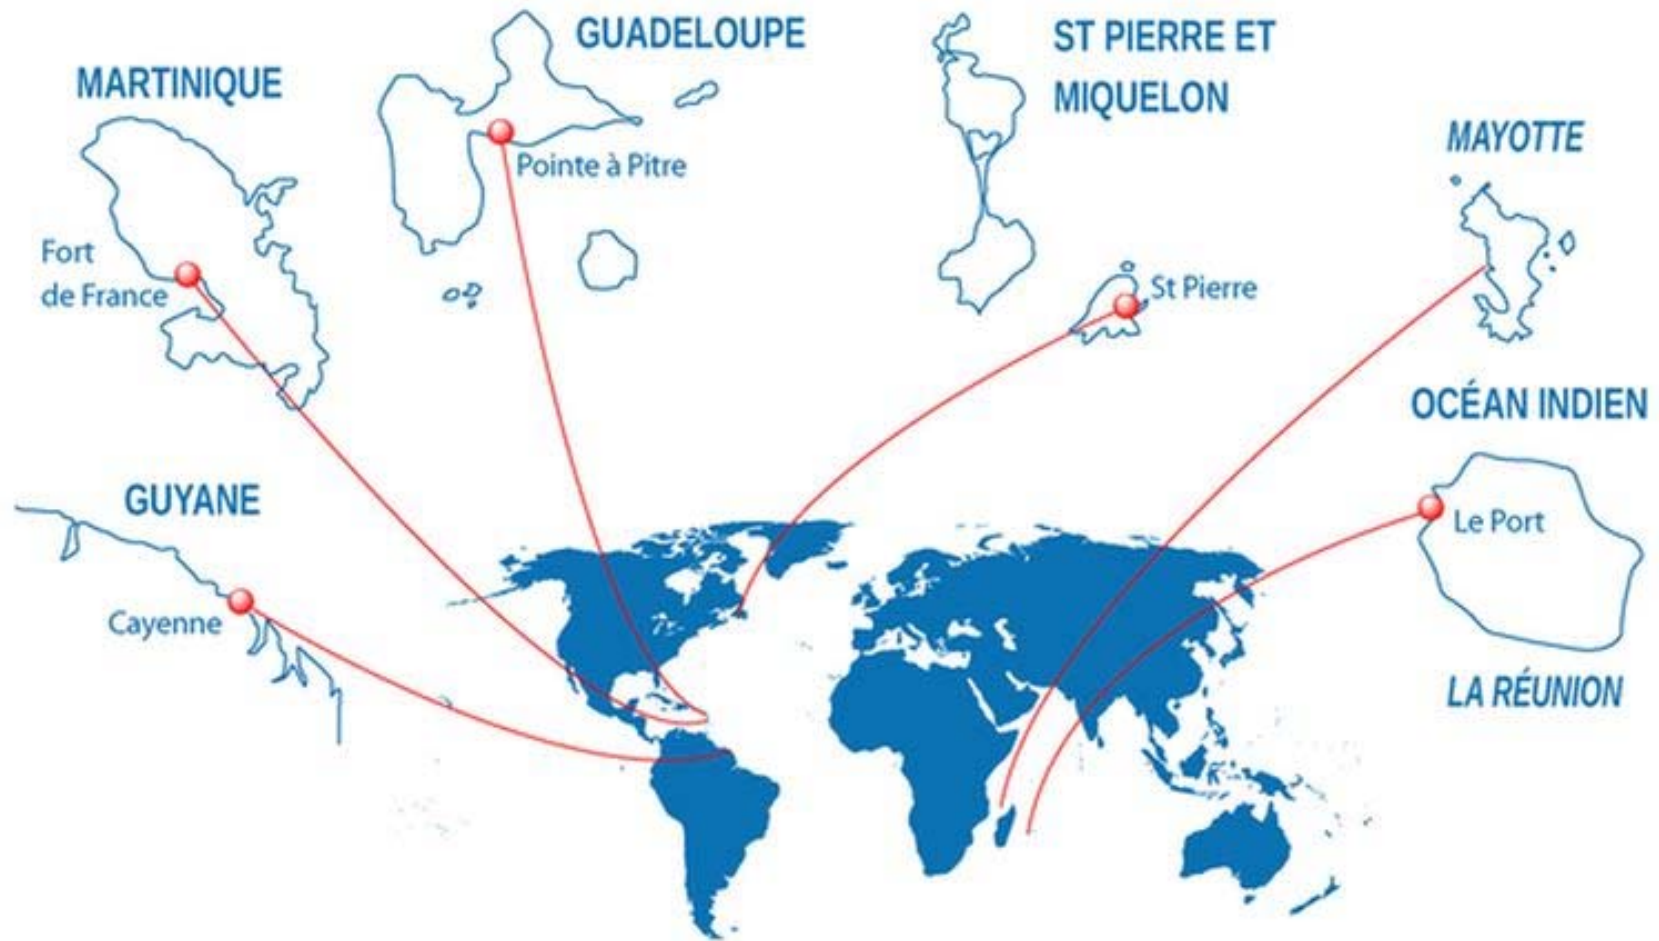 MARTINIQUE
Fort
de France
GUADELOUPE
Pointe à Pitre
ST PIERRE ET
MIQUELON
St Pierre
MAYOTTE
OCÉAN INDIEN
Le Port
LA RÉUNION
GUYANE
Cayenne